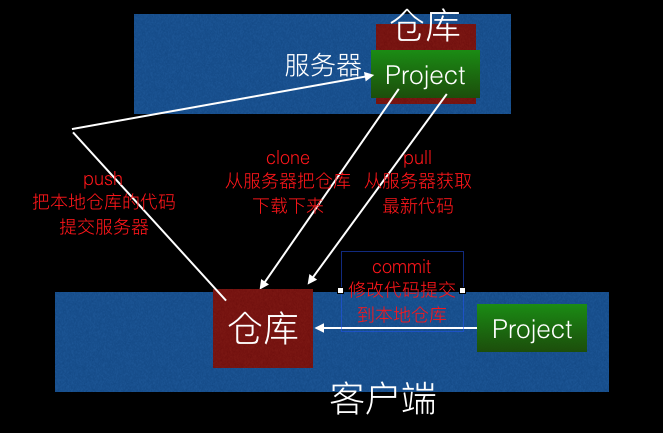 仓库
服务器
Project
clone
从服务器把仓库
下载下来
pull
从服务器获取
最新代码
push
把本地仓库的代码
提交服务器
commit
修改代码提交
到本地仓库
仓库
Project
客户端